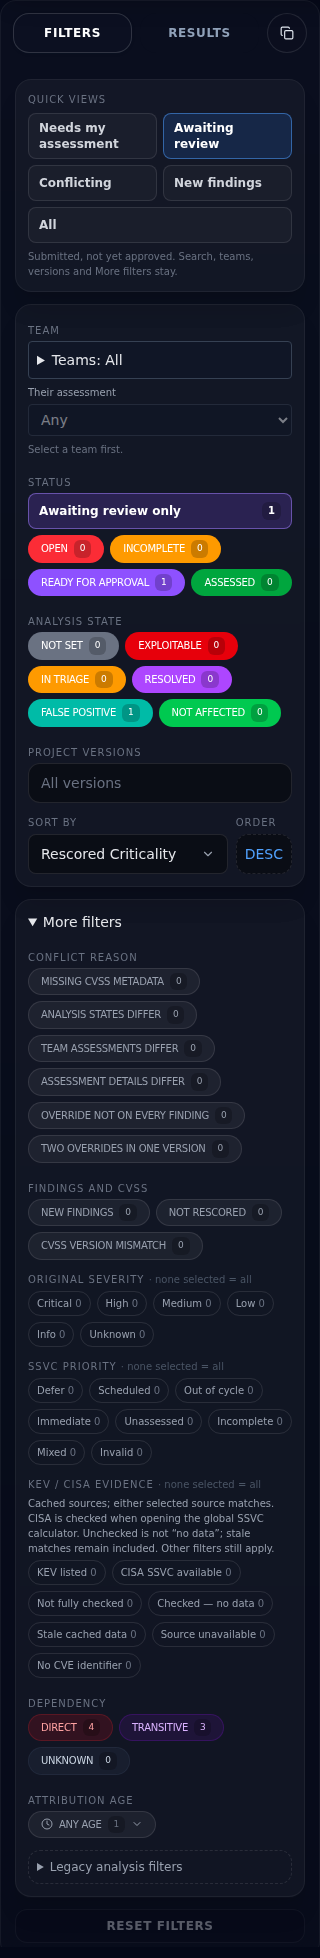 FILTERS RESULTS
QUICK VIEWS
Needs my
assessment
Awaiting
review
Conflicting New findings
All
Submitted, not yet approved. Search, teams,
versions and More filters stay.
TEAM
▶ Teams: All
Their assessment
Any
Select a team first.
STATUS
Awaiting review only 1
OPEN 0 INCOMPLETE 0
READY FOR APPROVAL 1 ASSESSED 0
ANALYSIS STATE
NOT SET 0 EXPLOITABLE 0
IN TRIAGE 0 RESOLVED 0
FALSE POSITIVE 1 NOT AFFECTED 0
PROJECT VERSIONS
All versions
SORT BY ORDER
Rescored Criticality DESC
▼ More filters
CONFLICT REASON
MISSING CVSS METADATA 0
ANALYSIS STATES DIFFER 0
TEAM ASSESSMENTS DIFFER 0
ASSESSMENT DETAILS DIFFER 0
OVERRIDE NOT ON EVERY FINDING 0
TWO OVERRIDES IN ONE VERSION 0
FINDINGS AND CVSS
NEW FINDINGS 0 NOT RESCORED 0
CVSS VERSION MISMATCH 0
ORIGINAL SEVERITY · none selected = all
Critical 0 High 0 Medium 0 Low 0
Info 0 Unknown 0
SSVC PRIORITY · none selected = all
Defer 0 Scheduled 0 Out of cycle 0
Immediate 0 Unassessed 0 Incomplete 0
Mixed 0 Invalid 0
KEV / CISA EVIDENCE · none selected = all
Cached sources; either selected source matches.
CISA is checked when opening the global SSVC
calculator. Unchecked is not “no data”; stale
matches remain included. Other filters still apply.
KEV listed 0 CISA SSVC available 0
Not fully checked 0 Checked — no data 0
Stale cached data 0 Source unavailable 0
No CVE identifier 0
DEPENDENCY
DIRECT 4 TRANSITIVE 3
UNKNOWN 0
ATTRIBUTION AGE
ANY AGE 1
▶ Legacy analysis filters
RESET FILTERS